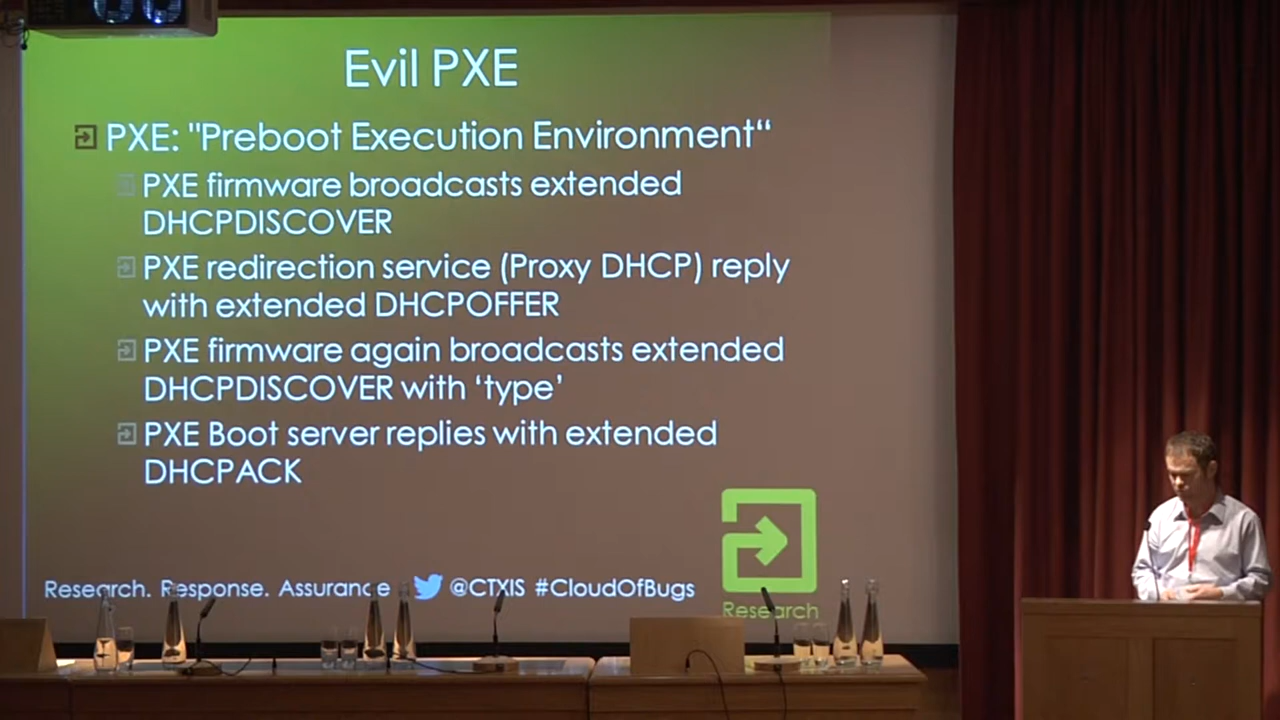 Evil PXE
PXE: "Preboot Execution Environment“
PXE firmware broadcasts extended
DHCPDISCOVER
PXE redirection service (Proxy DHCP) reply
with extended DHCPOFFER
PXE firmware again broadcasts extended
DHCPDISCOVER with ‘type’
PXE Boot server replies with extended
DHCPACK
Research. Response. Assurance @CTXIS #CloudOfBugs
Research